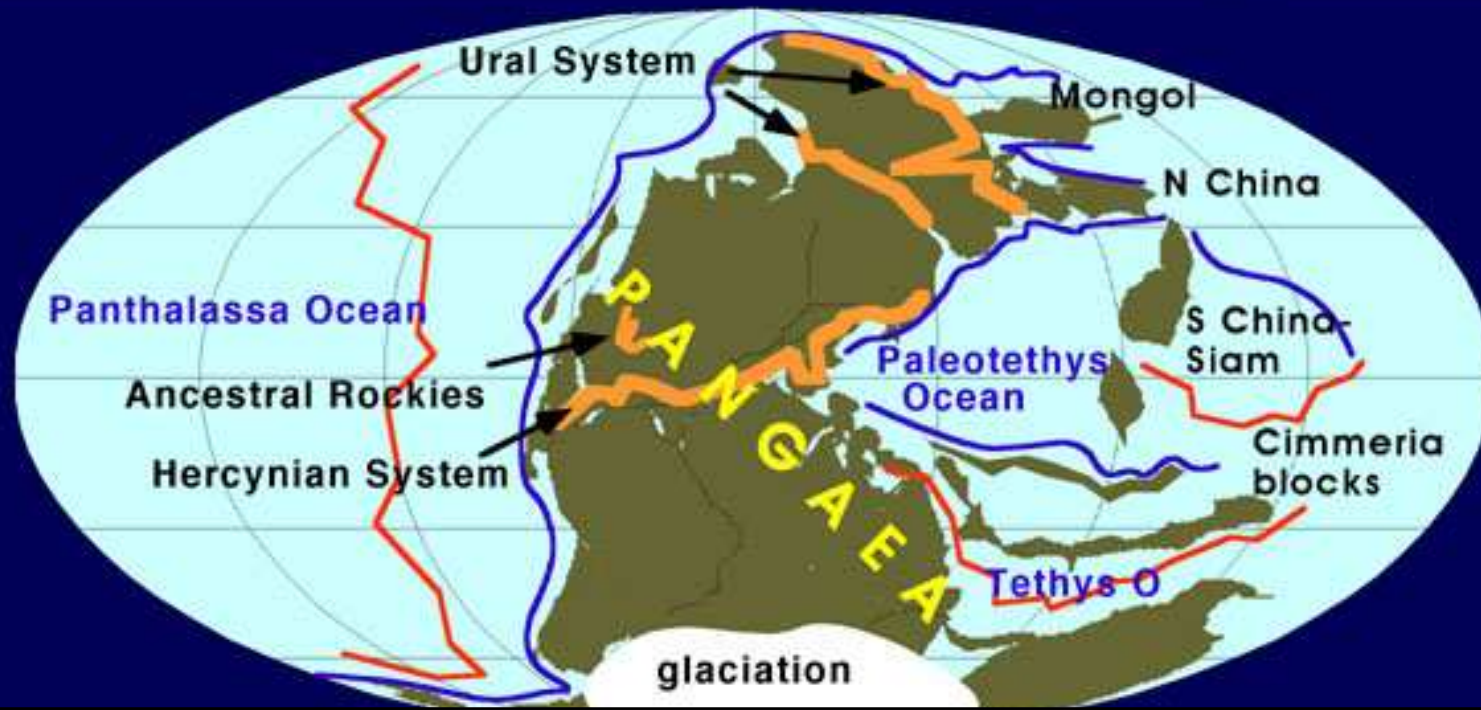 Ural System
Mongol
N China
PANGAEA
Panthalassa Ocean
S China-
Siam
Paleotethys
Ocean
Ancestral Rockies
Hercynian System
Cimmeria
blocks
Tethys O
glaciation